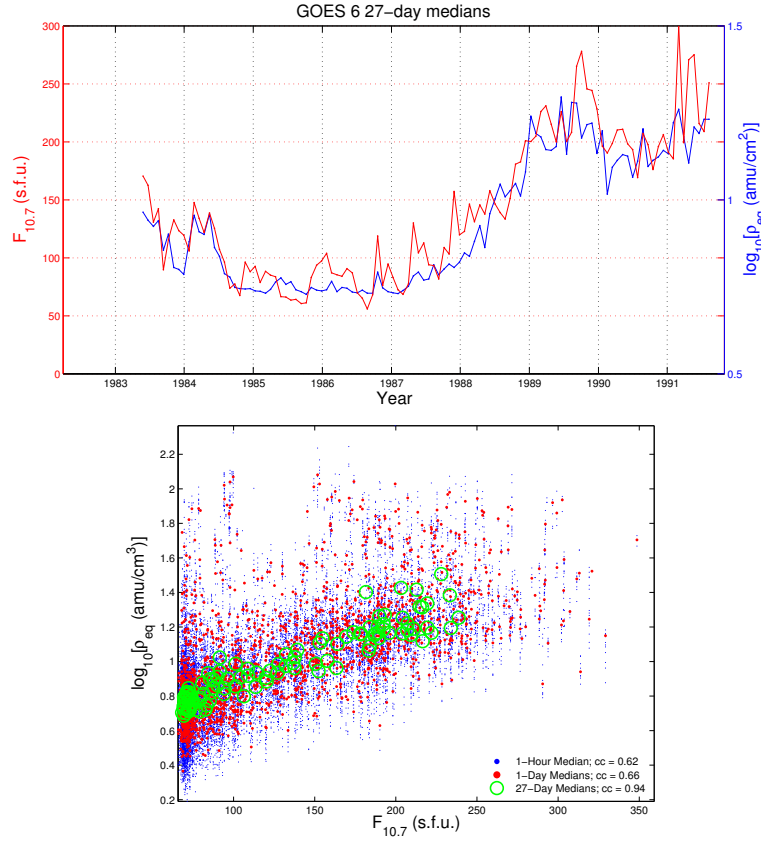 GOES 6 27−day medians
300
250
200
150
100
50
0
F10.7 (s.f.u.)
1.5
1
0.5
log10[ρeq (amu/cm2)
1983 1984 1985 1986 1987 1988 1989 1990 1991
Year
2.2
2
1.8
1.6
1.4
1.2
1
0.8
0.6
0.4
0.2
log10[ρeq (amu/cm3)
1−Hour Median; cc = 0.62
1−Day Medians; cc = 0.66
27−Day Medians; cc = 0.94
100 150 200 250 300 350
F10.7 (s.f.u.)